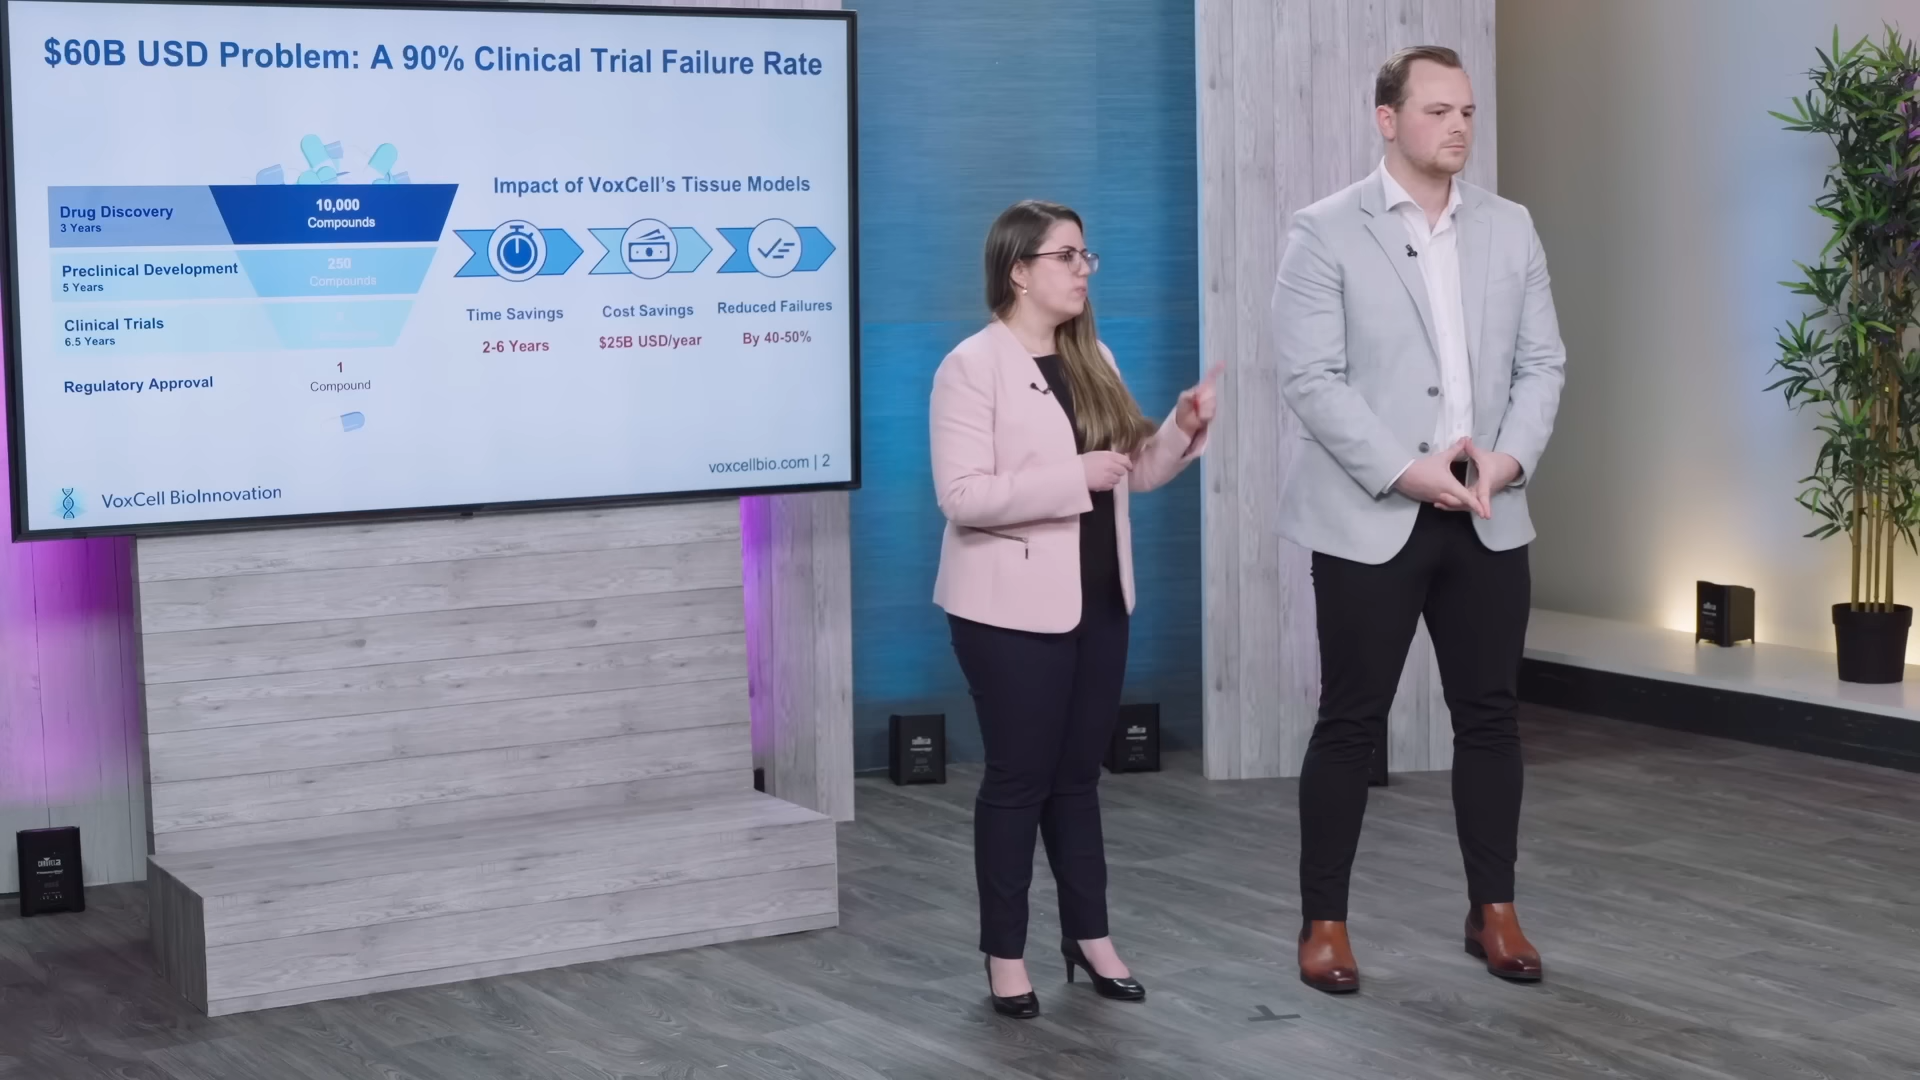 $60B USD Problem: A 90% Clinical Trial Failure Rate
Drug Discovery
3 Years
10,000
Compounds
Preclinical Development
5 Years
250
Compounds
Clinical Trials
6.5 Years
Regulatory Approval
1
Compound
Impact of VoxCell's Tissue Models
Time Savings
2-6 Years
Cost Savings
$25B USD/year
Reduced Failures
By 40-50%
voxcellbio.com | 2
VoxCell BioInnovation